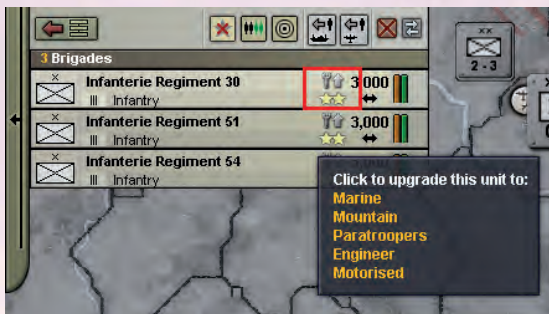 3 Brigades
Infanterie Regiment 30
3,000
III Infantry
Infanterie Regiment 51
3,000
III Infantry
Infanterie Regiment 54
III Infantry
xx
2 - 3
Click to upgrade this unit to:
Marine
Mountain
Paratroopers
Engineer
Motorised